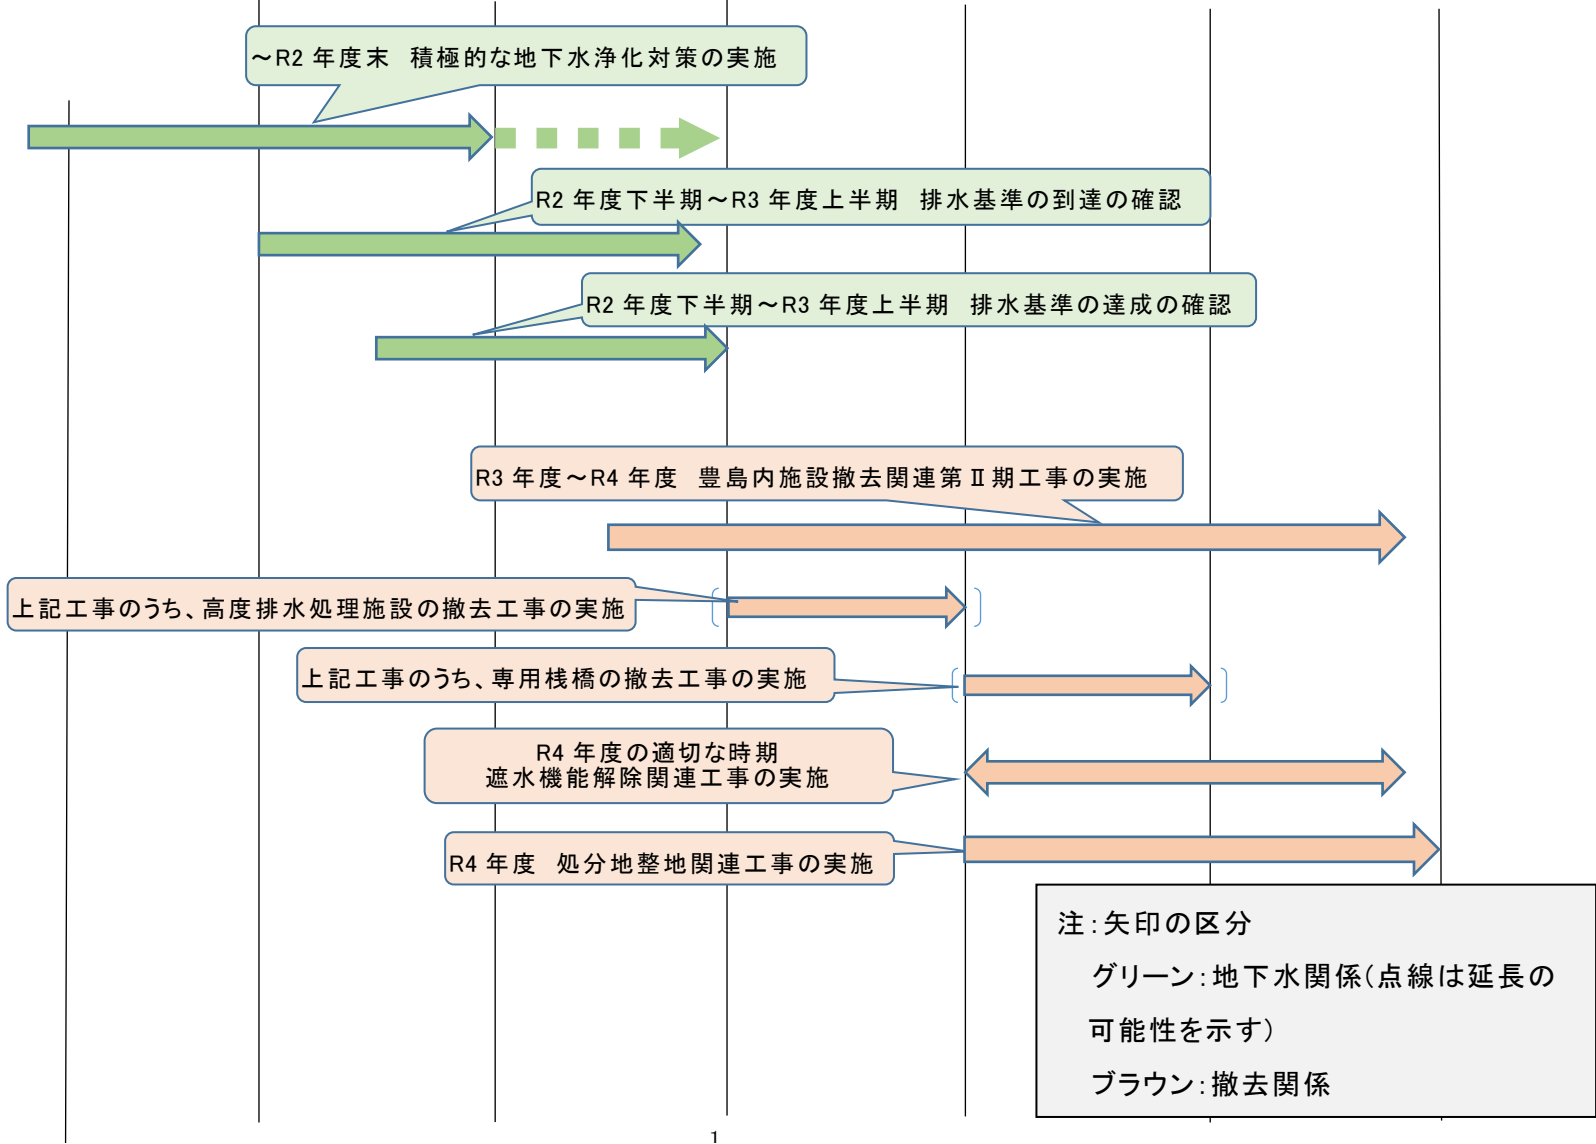 ～R2 年度末　積極的な地下水浄化対策の実施
R2 年度下半期～R3 年度上半期　排水基準の到達の確認
R2 年度下半期～R3 年度上半期　排水基準の達成の確認
R3 年度～R4 年度　豊島内施設撤去関連第Ⅱ期工事の実施
上記工事のうち、高度排水処理施設の撤去工事の実施
上記工事のうち、専用桟橋の撤去工事の実施
R4 年度の適切な時期
遮水機能解除関連工事の実施
R4 年度　処分地整地関連工事の実施
注：矢印の区分
グリーン：地下水関係（点線は延長の
可能性を示す）
ブラウン：撤去関係
1